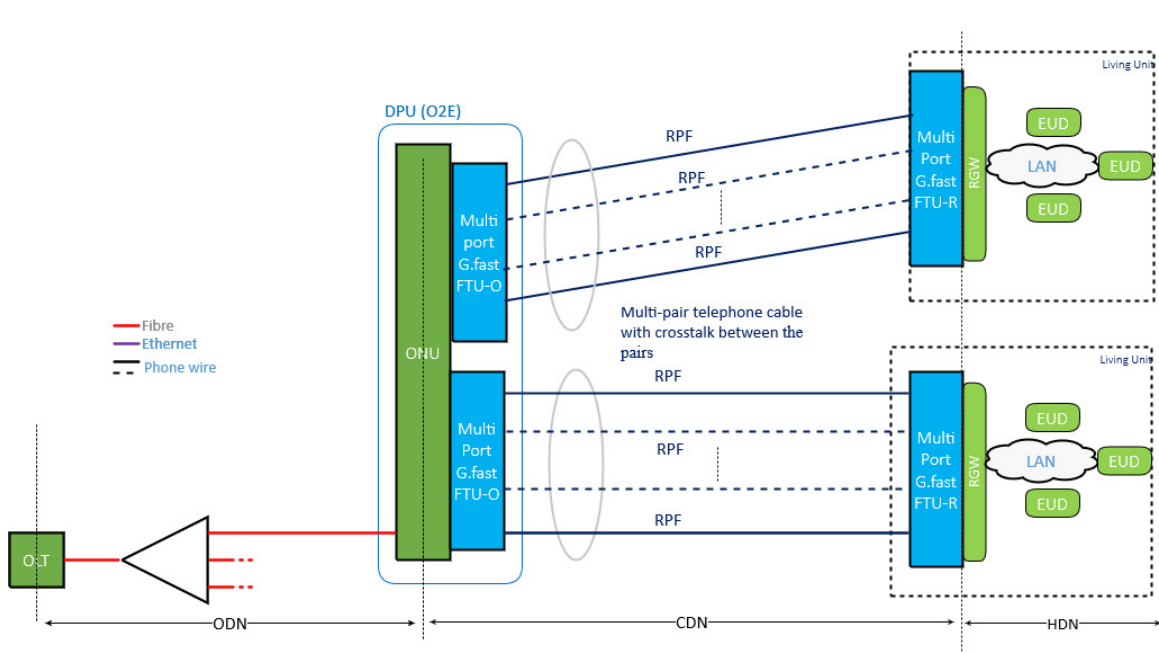 Living Unit
DPU (O2E)
RPF
RPF
RPF
Multi
port
G.fast
FTU-O
Multi
Port
G.fast
FTU-R
RGW
EUD
LAN
EUD
EUD
Multi-pair telephone cable
with crosstalk between the
pairs
Fibre
Ethernet
Phone wire
ONU
Living Unit
RPF
RPF
RPF
Multi
Port
G.fast
FTU-O
Multi
Port
G.fast
FTU-R
RGW
EUD
LAN
EUD
EUD
OLT
ODN
CDN
HDN